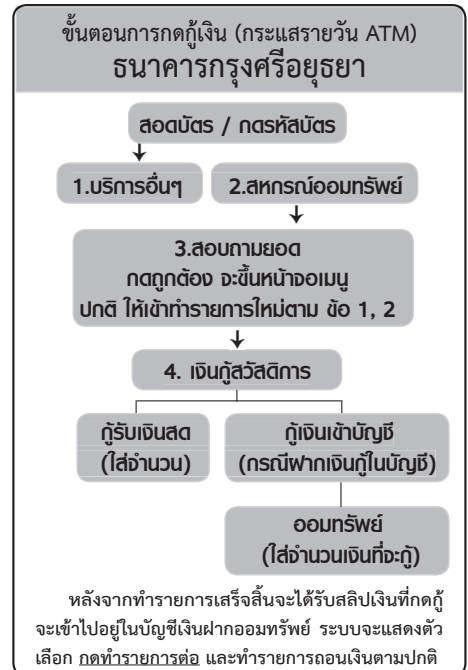 ขั้นตอนการกดกู้เงิน (กระแสรายวัน ATM)
ธนาคารกรุงศรีอยุธยา
สอดบัตร / กดรหัสบัตร
1.บริการอื่นๆ
2.สหกรณ์ออมทรัพย์
3.สอบถามยอด
กดถูกต้อง จะขึ้นหน้าจอเมนู
ปกติ ให้เข้าทำรายการใหม่ตาม ข้อ 1, 2
4. เงินกู้สวัสดิการ
กู้รับเงินสด
(ใส่จำนวน)
กู้เงินเข้าบัญชี
(กรณีฝากเงินกู้ในบัญชี)
ออมทรัพย์
(ใส่จำนวนเงินที่จะกู้)
หลังจากทำรายการเสร็จสิ้นจะได้รับสลิปเงินที่กดกู้
จะเข้าไปอยู่ในบัญชีเงินฝากออมทรัพย์ ระบบจะแสดงตัว
เลือก กดทำรายการต่อ และทำรายการถอนเงินตามปกติ